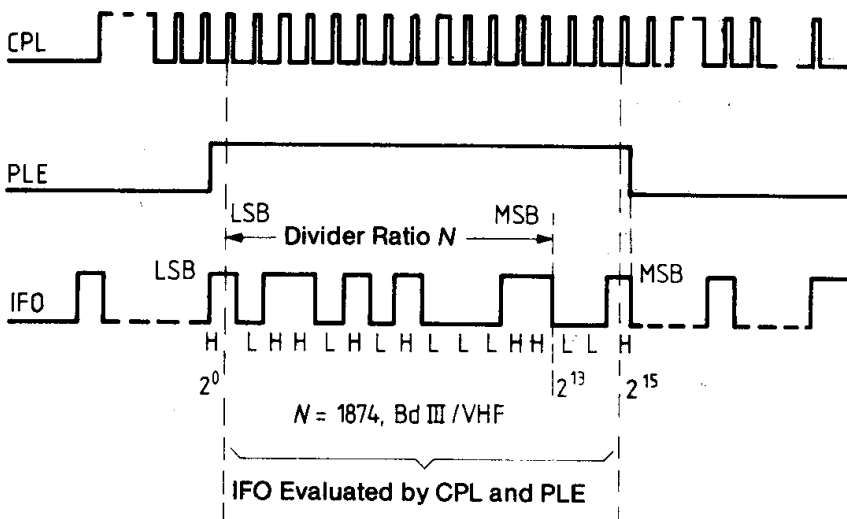 CPL
PLE
LSB MSB
Divider Ratio N
LSB MSB
IFO
H L H H L H L H L L L H H L L H
2⁰ 2¹³ 2¹⁵
N = 1874, Bd III / VHF
IFO Evaluated by CPL and PLE